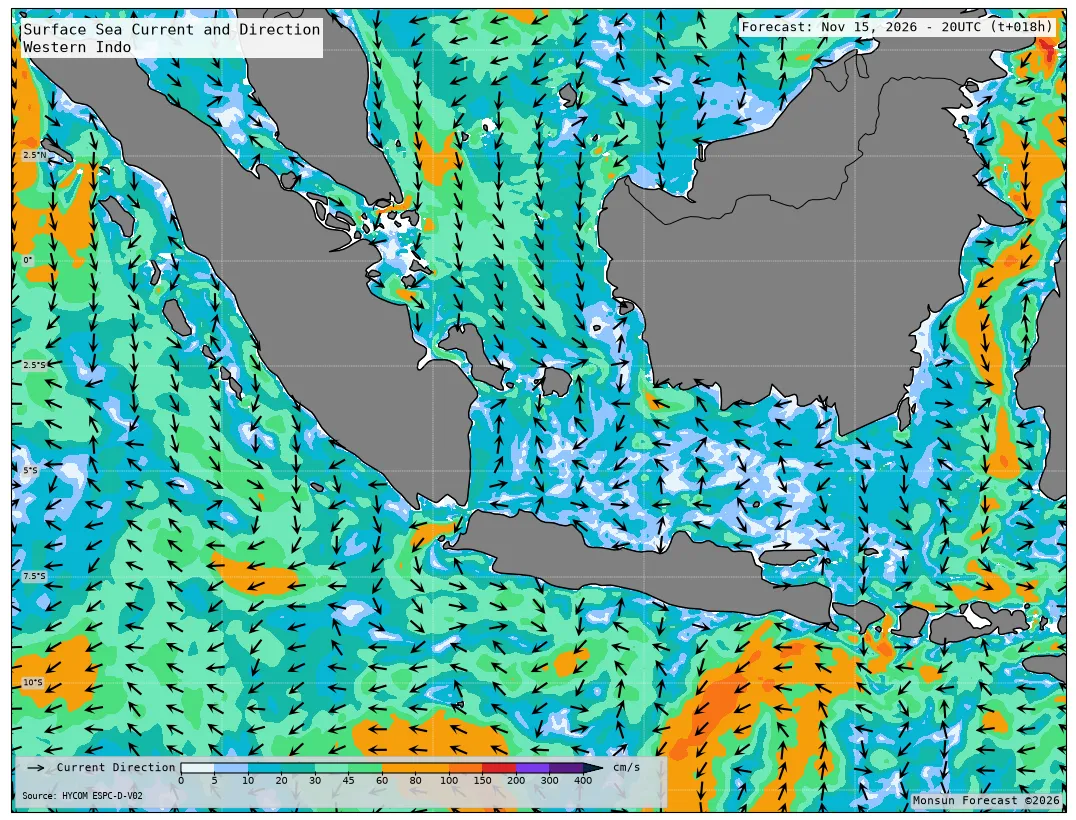 Surface Sea Current and Direction
Western Indo
Forecast: Nov 15, 2026 - 20UTC (t+018h)
2.5°N
0°
2.5°S
5°S
7.5°S
10°S
Current Direction
0 5 10 20 30 45 60 80 100 150 200 300 400
cm/s
Source: HYCOM ESPC-D-V02
Monsun Forecast ©2026